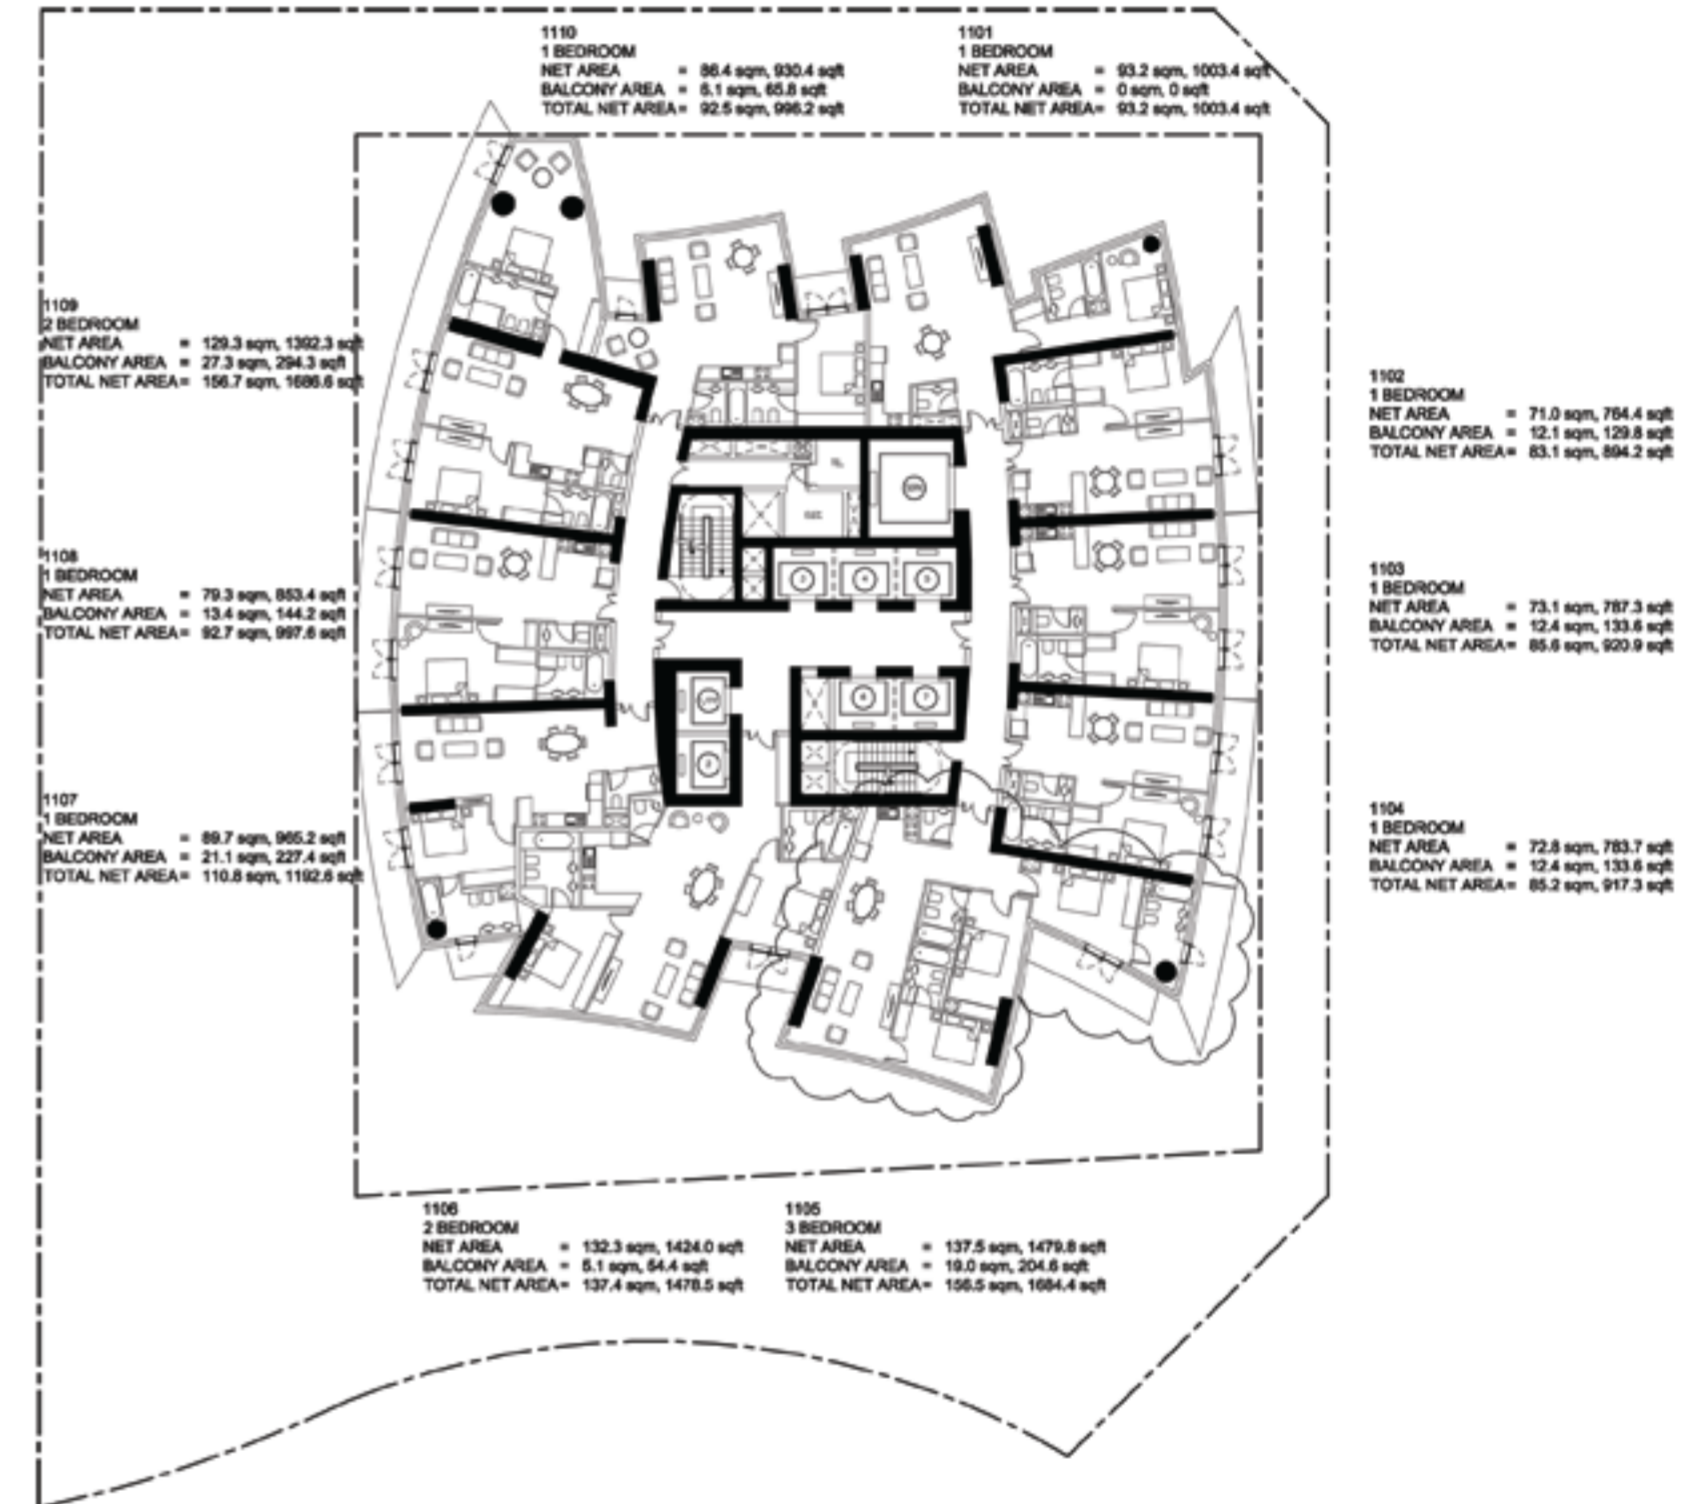 1110
1 BEDROOM
NET AREA = 86.4 sqm, 930.4 sqft
BALCONY AREA = 6.1 sqm, 65.8 sqft
TOTAL NET AREA= 92.5 sqm, 996.2 sqft
1101
1 BEDROOM
NET AREA = 93.2 sqm, 1003.4 sqft
BALCONY AREA = 0 sqm, 0 sqft
TOTAL NET AREA= 93.2 sqm, 1003.4 sqft
1109
2 BEDROOM
NET AREA = 129.3 sqm, 1392.3 sqft
BALCONY AREA = 27.3 sqm, 294.3 sqft
TOTAL NET AREA= 156.7 sqm, 1686.6 sqft
1102
1 BEDROOM
NET AREA = 71.0 sqm, 764.4 sqft
BALCONY AREA = 12.1 sqm, 129.8 sqft
TOTAL NET AREA= 83.1 sqm, 894.2 sqft
1108
1 BEDROOM
NET AREA = 79.3 sqm, 853.4 sqft
BALCONY AREA = 13.4 sqm, 144.2 sqft
TOTAL NET AREA= 92.7 sqm, 997.6 sqft
1103
1 BEDROOM
NET AREA = 73.1 sqm, 787.3 sqft
BALCONY AREA = 12.4 sqm, 133.6 sqft
TOTAL NET AREA= 85.6 sqm, 920.9 sqft
1107
1 BEDROOM
NET AREA = 89.7 sqm, 965.2 sqft
BALCONY AREA = 21.1 sqm, 227.4 sqft
TOTAL NET AREA= 110.8 sqm, 1192.6 sqft
1104
1 BEDROOM
NET AREA = 72.8 sqm, 783.7 sqft
BALCONY AREA = 12.4 sqm, 133.6 sqft
TOTAL NET AREA= 85.2 sqm, 917.3 sqft
1106
2 BEDROOM
NET AREA = 132.3 sqm, 1424.0 sqft
BALCONY AREA = 5.1 sqm, 54.4 sqft
TOTAL NET AREA= 137.4 sqm, 1478.5 sqft
1105
3 BEDROOM
NET AREA = 137.5 sqm, 1479.8 sqft
BALCONY AREA = 19.0 sqm, 204.6 sqft
TOTAL NET AREA= 156.5 sqm, 1684.4 sqft